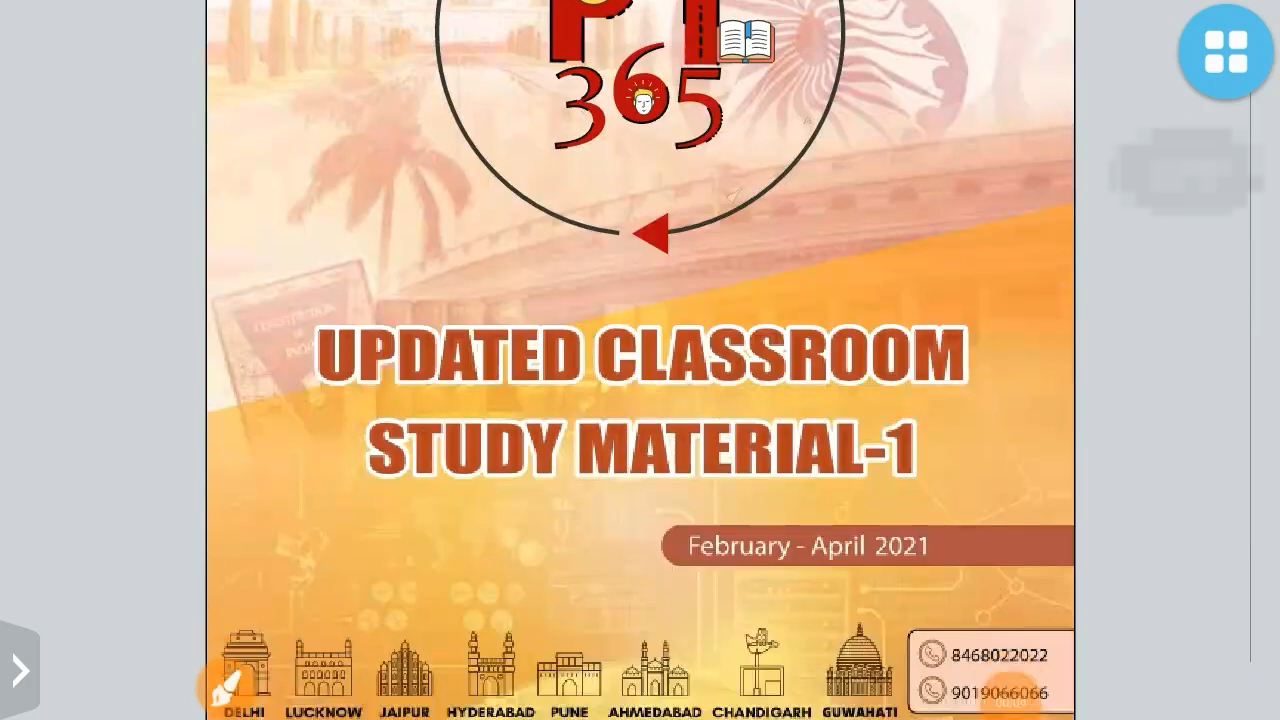 PT
365
UPDATED CLASSROOM
STUDY MATERIAL-1
February - April 2021
8468022022
9019066066
DELHI LUCKNOW JAIPUR HYDERABAD PUNE AHMEDABAD CHANDIGARH GUWAHATI